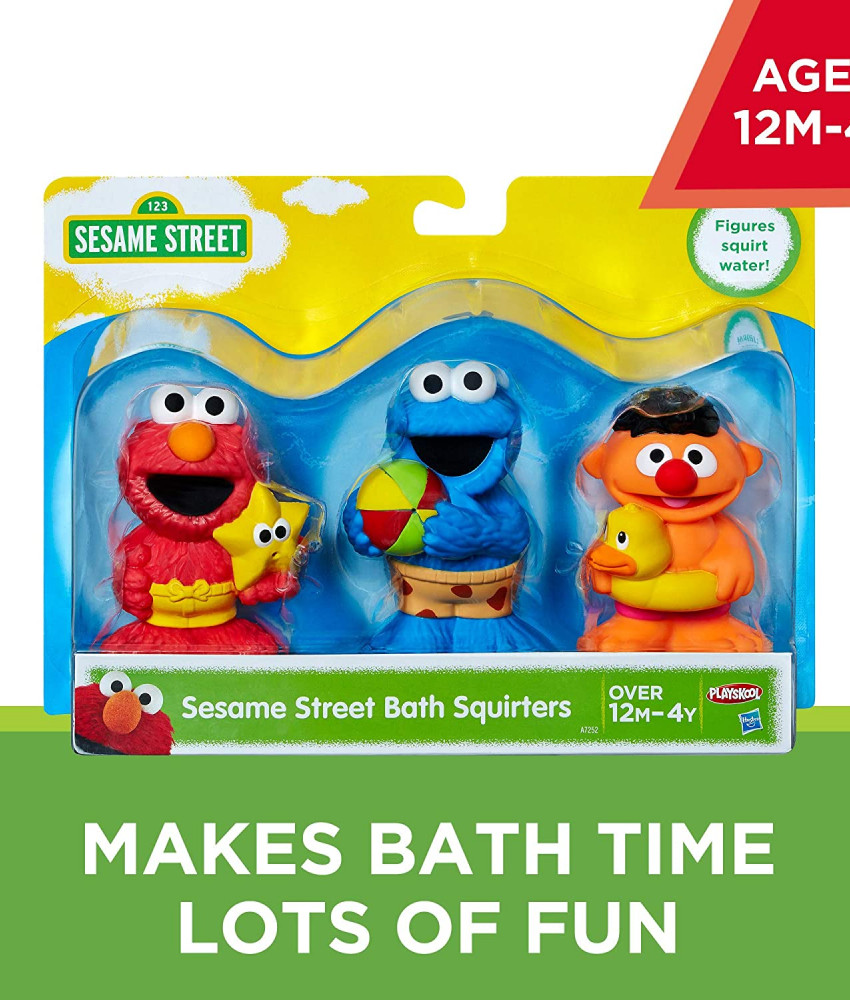 AGE
12M-4
123
SESAME STREET
Figures
squirt
water!
Sesame Street Bath Squirters
OVER
12M–4Y
PLAYSKOOL
Hasbro
A7252
MAKES BATH TIME
LOTS OF FUN